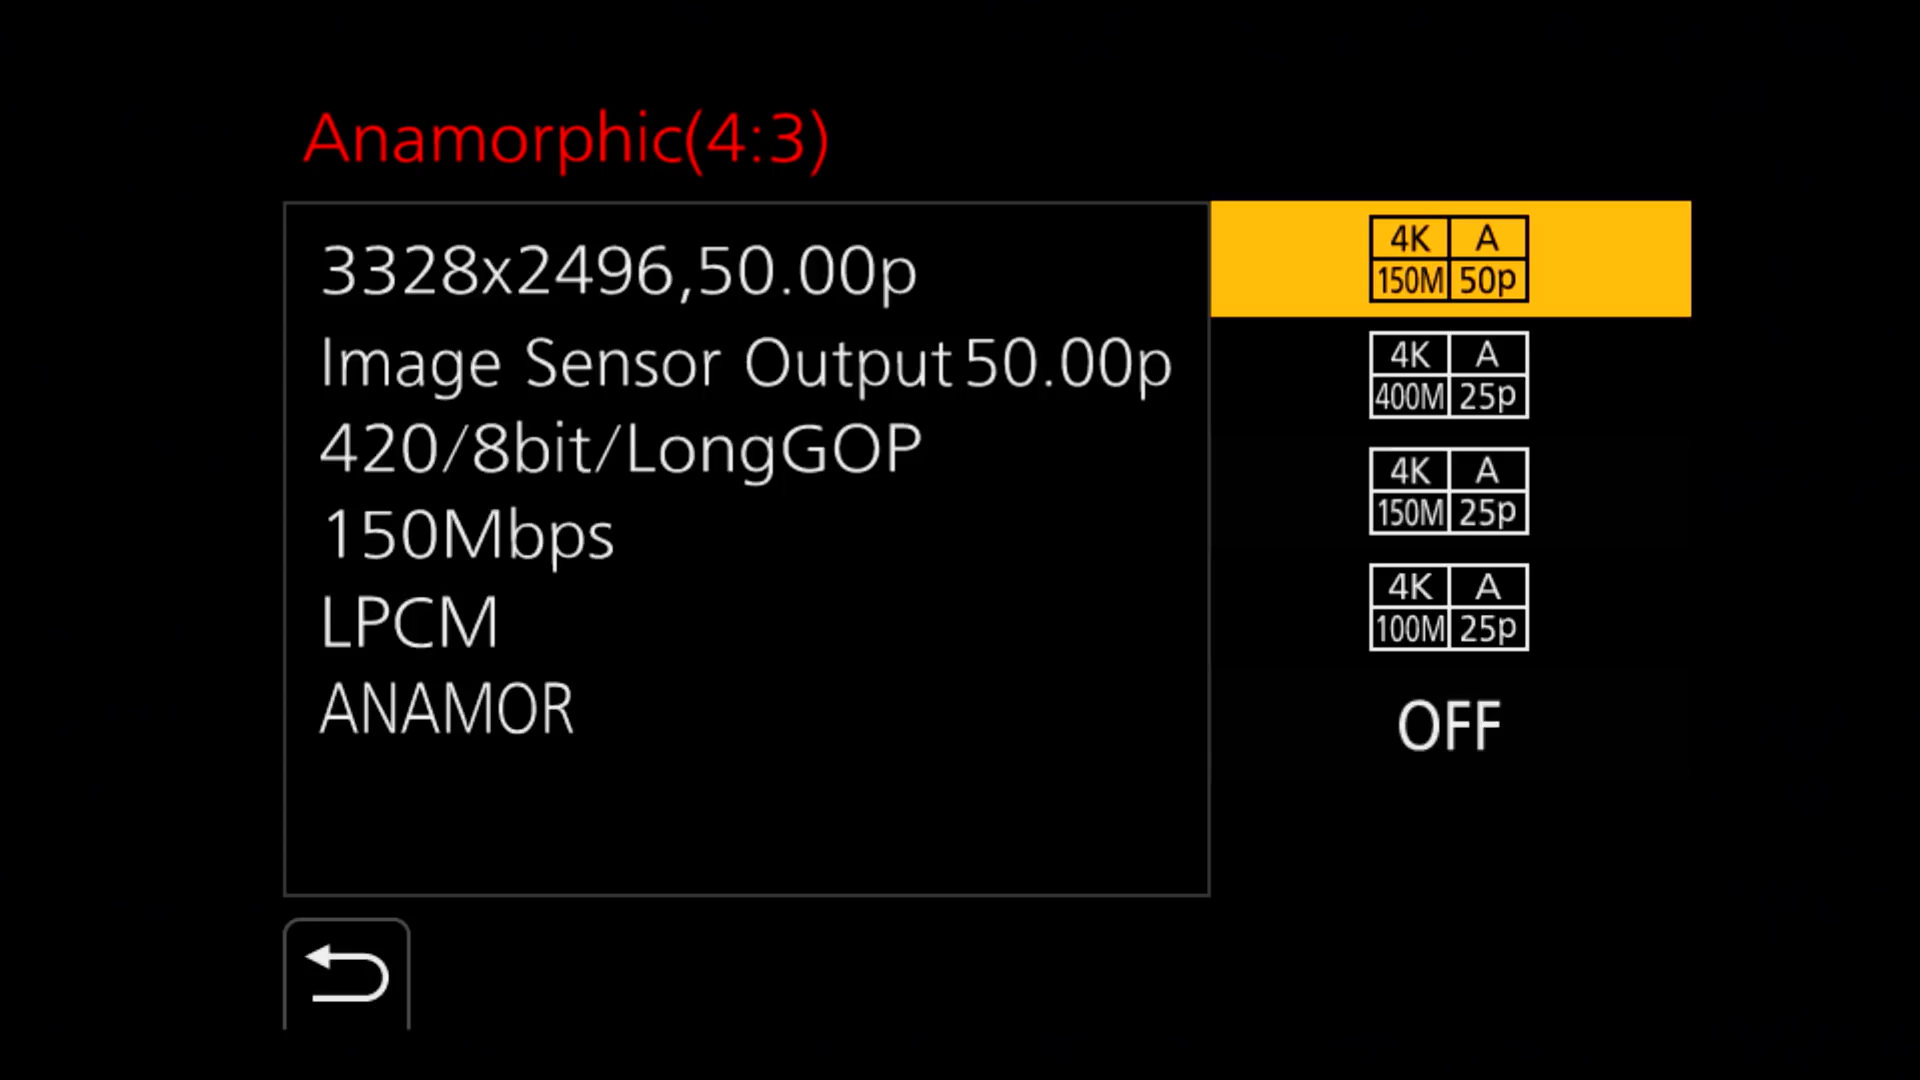 Anamorphic(4:3)
3328x2496,50.00p
Image Sensor Output 50.00p
420/8bit/LongGOP
150Mbps
LPCM
ANAMOR
4K A
150M 50p
4K A
400M 25p
4K A
150M 25p
4K A
100M 25p
OFF